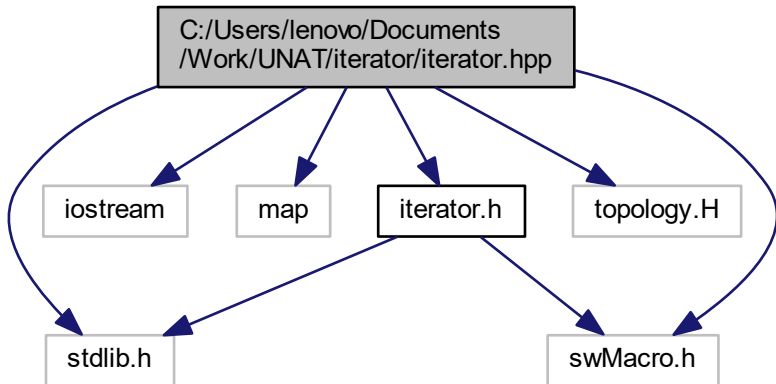 C:/Users/lenovo/Documents
/Work/UNAT/iterator/iterator.hpp
iostream
map
iterator.h
topology.H
stdlib.h
swMacro.h